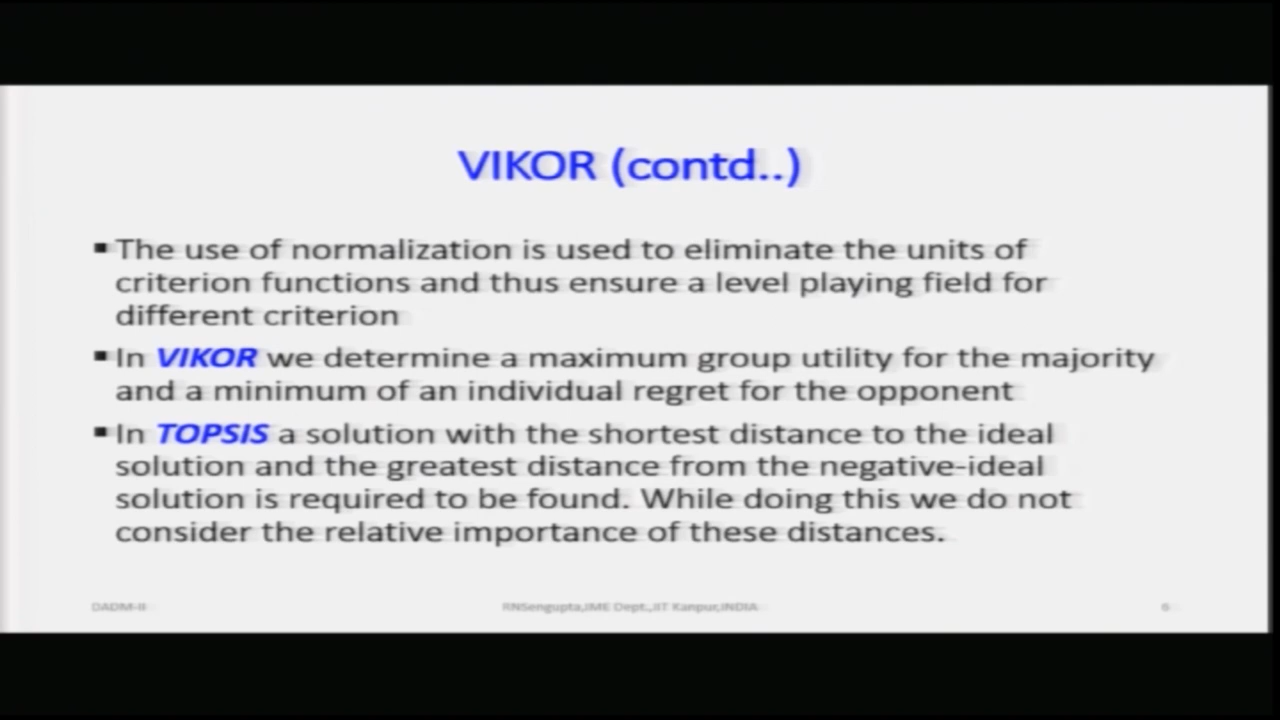 VIKOR (contd..)
▪The use of normalization is used to eliminate the units of
criterion functions and thus ensure a level playing field for
different criterion
▪In VIKOR we determine a maximum group utility for the majority
and a minimum of an individual regret for the opponent
▪In TOPSIS a solution with the shortest distance to the ideal
solution and the greatest distance from the negative-ideal
solution is required to be found. While doing this we do not
consider the relative importance of these distances.
DADM-II
RNSengupta,IME Dept.,IIT Kanpur,INDIA
6